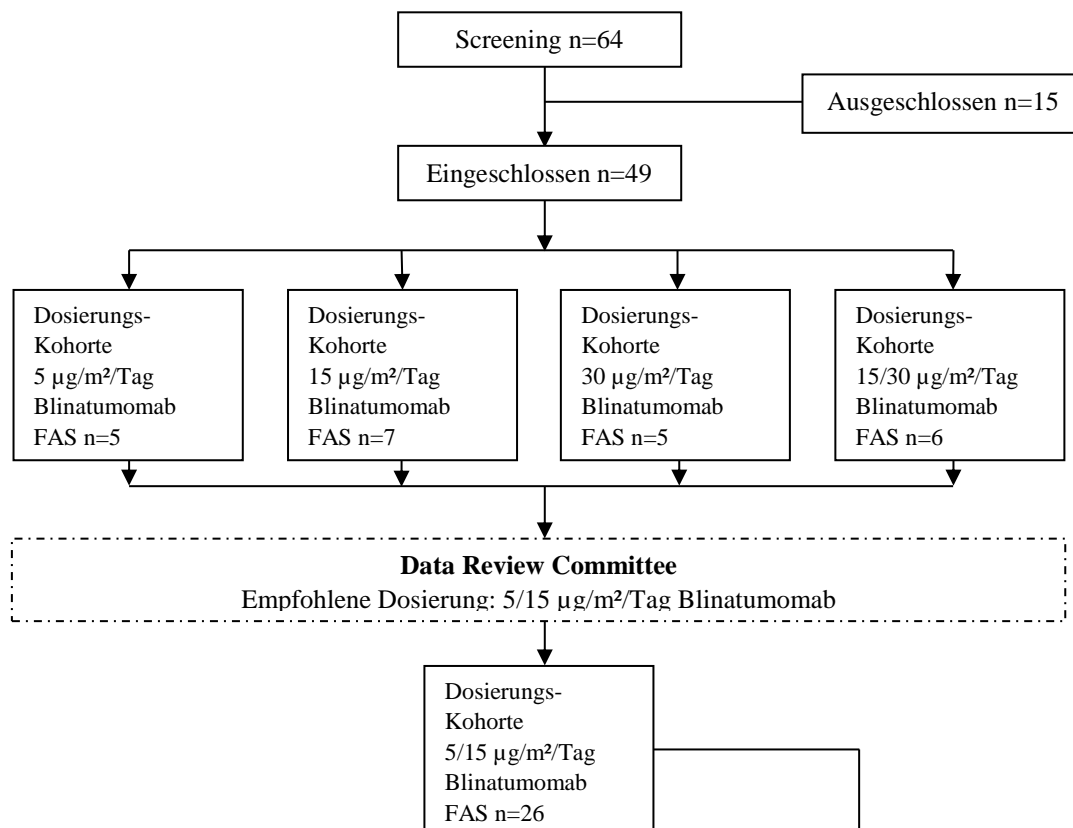 Screening n=64
Ausgeschlossen n=15
Eingeschlossen n=49
Dosierungs-
Kohorte
5 µg/m²/Tag
Blinatumomab
FAS n=5
Dosierungs-
Kohorte
15 µg/m²/Tag
Blinatumomab
FAS n=7
Dosierungs-
Kohorte
30 µg/m²/Tag
Blinatumomab
FAS n=5
Dosierungs-
Kohorte
15/30 µg/m²/Tag
Blinatumomab
FAS n=6
Data Review Committee
Empfohlene Dosierung: 5/15 µg/m²/Tag Blinatumomab
Dosierungs-
Kohorte
5/15 µg/m²/Tag
Blinatumomab
FAS n=26